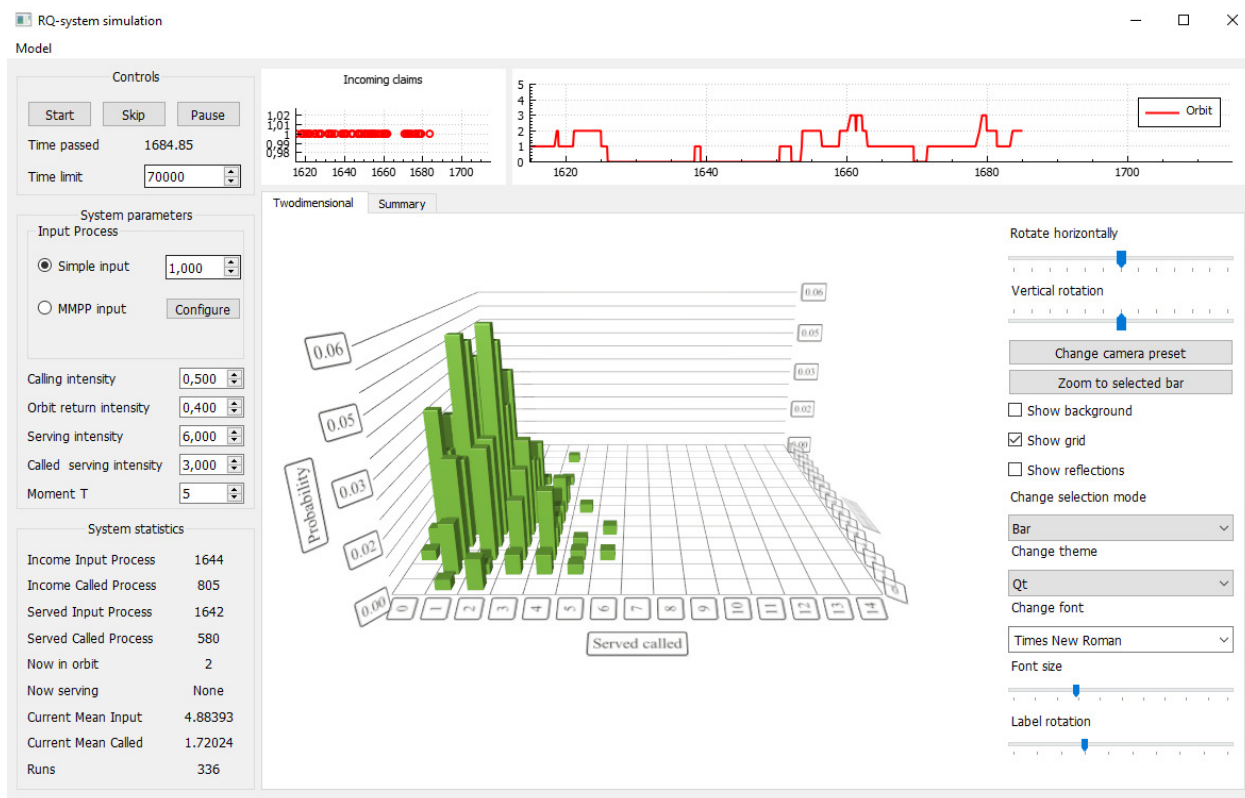 RQ-system simulation
Model
Controls
Start Skip Pause
Time passed 1684.85
Time limit 70000
System parameters
Input Process
Simple input 1,000
MMPP input Configure
Calling intensity 0,500
Orbit return intensity 0,400
Serving intensity 6,000
Called serving intensity 3,000
Moment T 5
System statistics
Income Input Process 1644
Income Called Process 805
Served Input Process 1642
Served Called Process 580
Now in orbit 2
Now serving None
Current Mean Input 4.88393
Current Mean Called 1.72024
Runs 336
Incoming claims
1,02
1,01
1
0,99
0,98
1620 1640 1660 1680 1700
5
4
3
2
1
0
1620 1640 1660 1680 1700
Orbit
Twodimensional Summary
0.06
0.05
0.03
0.02
0.00
Probability
0.06
0.05
0.03
0.02
0.00
0 1 2 3 4 5 6 7 8 9 10 11 12 13 14
Served called
Rotate horizontally
Vertical rotation
Change camera preset
Zoom to selected bar
Show background
Show grid
Show reflections
Change selection mode
Bar
Change theme
Qt
Change font
Times New Roman
Font size
Label rotation